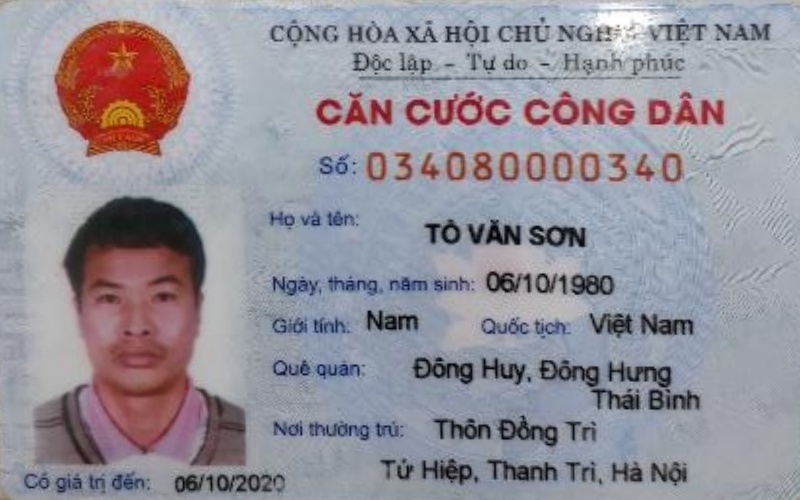 CỘNG HÒA XÃ HỘI CHỦ NGHĨA VIỆT NAM
Độc lập - Tự do - Hạnh phúc
CĂN CƯỚC CÔNG DÂN
Số: 034080000340
Họ và tên:
TÒ VĂN SƠN
Ngày, tháng, năm sinh: 06/10/1980
Giới tính: Nam Quốc tịch: Việt Nam
Quê quán: Đông Huy, Đông Hưng
Thái Bình
Nơi thường trú: Thôn Đồng Trì
Tứ Hiệp, Thanh Trì, Hà Nội
Có giá trị đến: 06/10/2020